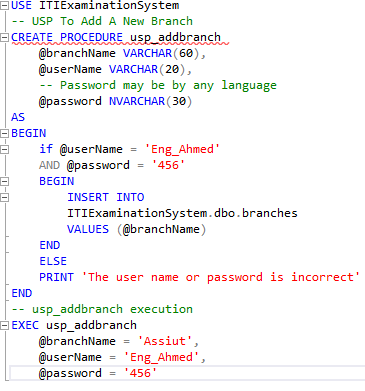 USE ITIExaminationSystem
-- USP To Add A New Branch
CREATE PROCEDURE usp_addbranch
@branchName VARCHAR(60),
@userName VARCHAR(20),
-- Password may be by any language
@password NVARCHAR(30)
AS
BEGIN
if @userName = 'Eng_Ahmed'
AND @password = '456'
BEGIN
INSERT INTO
ITIExaminationSystem.dbo.branches
VALUES (@branchName)
END
ELSE
PRINT 'The user name or password is incorrect'
END
-- usp_addbranch execution
EXEC usp_addbranch
@branchName = 'Assiut',
@userName = 'Eng_Ahmed',
@password = '456'